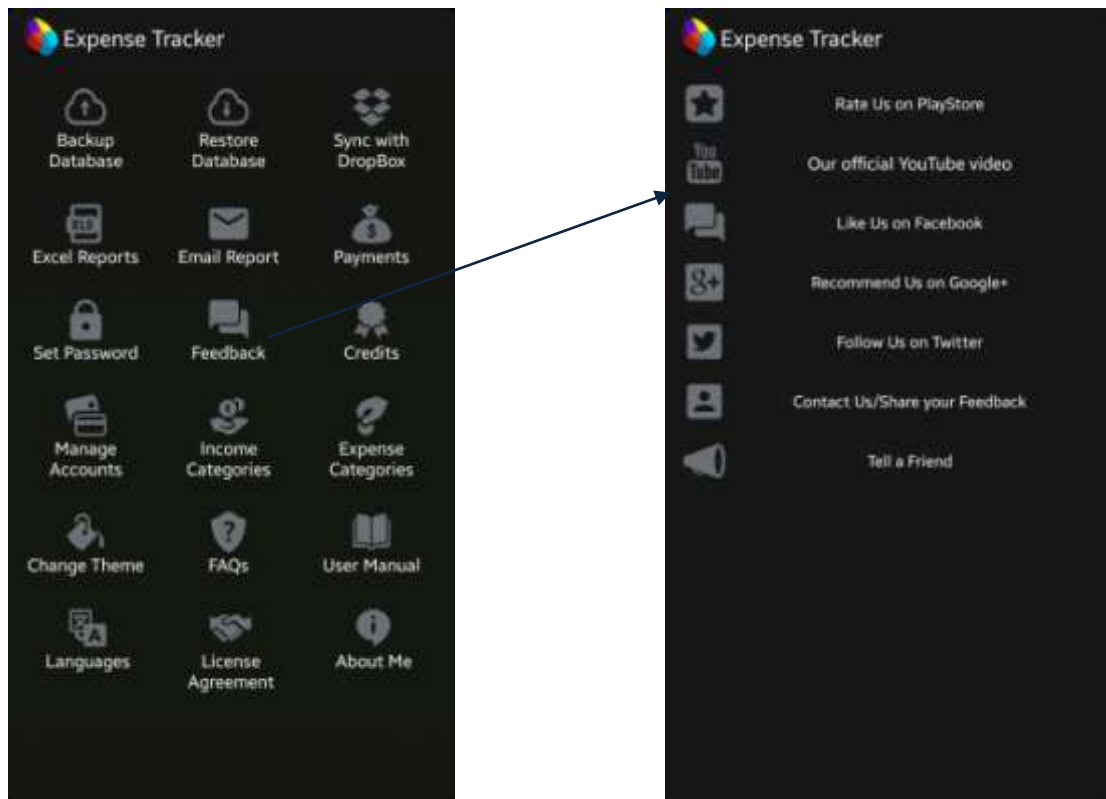 Expense Tracker
Backup
Database
Restore
Database
Sync with
DropBox
XLS
Excel Reports
Email Report
$
Payments
Set Password
Feedback
Credits
Manage
Accounts
Income
Categories
Expense
Categories
Change Theme
?
FAQs
User Manual
A
Languages
License
Agreement
i
About Me
Expense Tracker
Rate Us on PlayStore
You
Tube
Our official YouTube video
Like Us on Facebook
g+
Recommend Us on Google+
Follow Us on Twitter
Contact Us/Share your Feedback
Tell a Friend